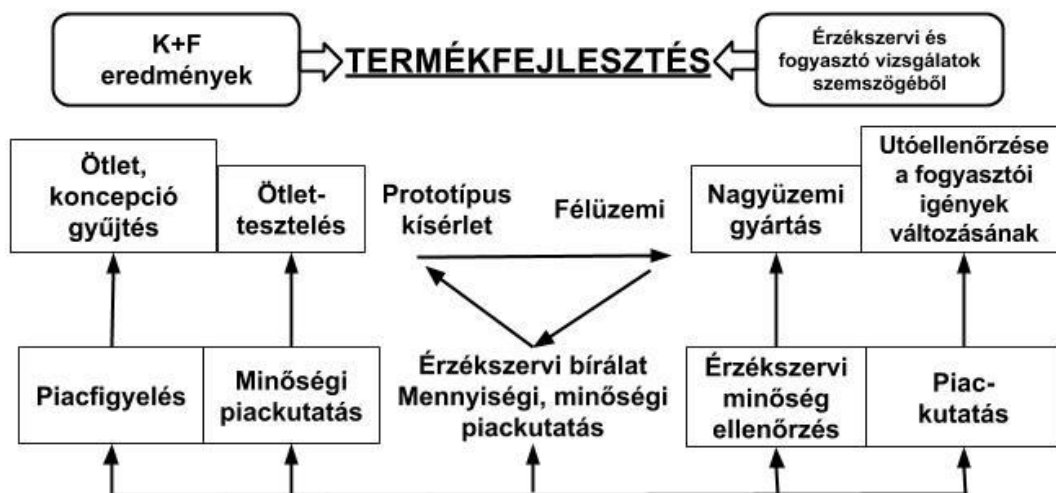 K+F
eredmények
TERMÉKFEJLESZTÉS
Érzékszervi és
fogyasztó vizsgálatok
szemszögéből
Ötlet,
koncepció
gyűjtés
Ötlet-
tesztelés
Prototípus
kísérlet
Félüzemi
Nagyüzemi
gyártás
Utóellenőrzése
a fogyasztói
igények
változásának
Piacfigyelés
Minőségi
piackutatás
Érzékszervi bírálat
Mennyiségi, minőségi
piackutatás
Érzékszervi
minőség
ellenőrzés
Piac-
kutatás